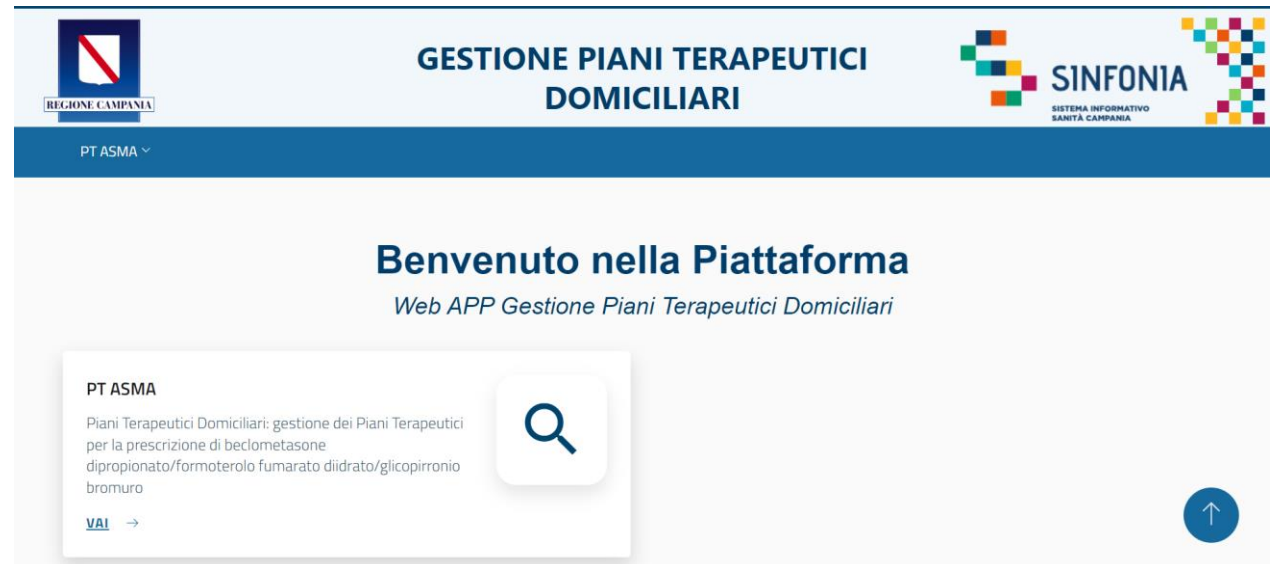 REGIONE CAMPANIA
GESTIONE PIANI TERAPEUTICI
DOMICILIARI
SINFONIA
SISTEMA INFORMATIVO
SANITÀ CAMPANIA
PT ASMA
Benvenuto nella Piattaforma
Web APP Gestione Piani Terapeutici Domiciliari
PT ASMA
Piani Terapeutici Domiciliari: gestione dei Piani Terapeutici
per la prescrizione di beclometasone
dipropionato/formoterolo fumarato diidrato/glicopirronio
bromuro
VAI →